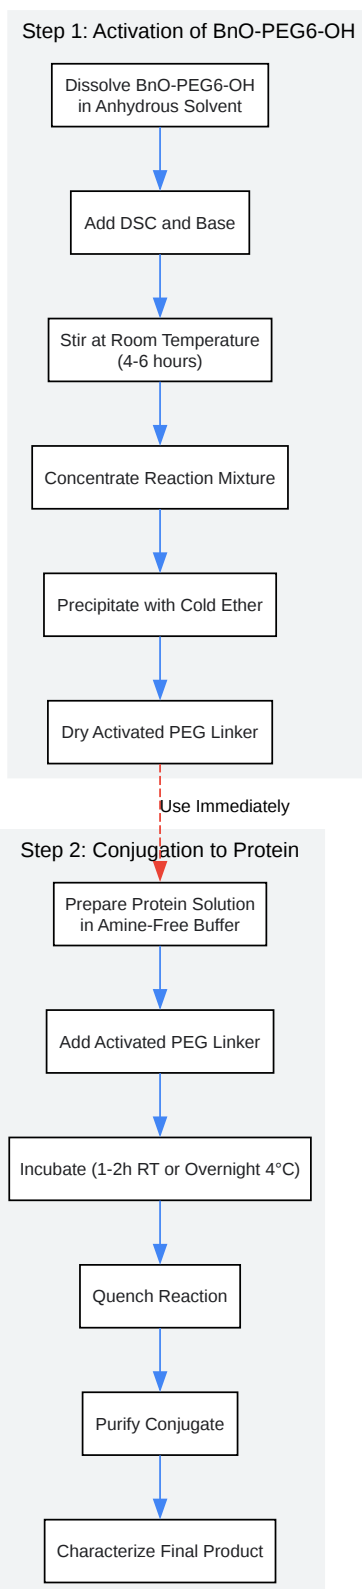 Step 1: Activation of BnO-PEG6-OH
Dissolve BnO-PEG6-OH
in Anhydrous Solvent
Add DSC and Base
Stir at Room Temperature
(4-6 hours)
Concentrate Reaction Mixture
Precipitate with Cold Ether
Dry Activated PEG Linker
Use Immediately
Step 2: Conjugation to Protein
Prepare Protein Solution
in Amine-Free Buffer
Add Activated PEG Linker
Incubate (1-2h RT or Overnight 4°C)
Quench Reaction
Purify Conjugate
Characterize Final Product